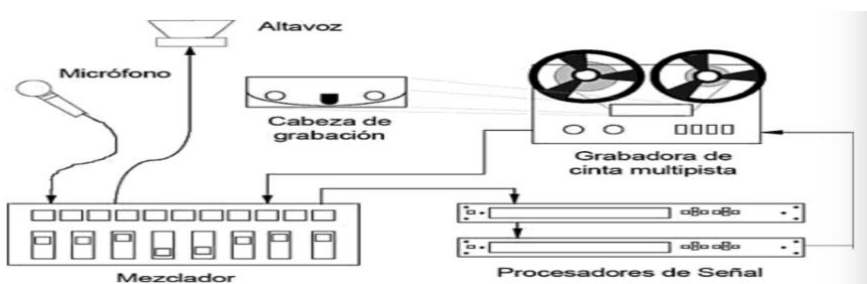 Altavoz
Micrófono
Cabeza de
grabación
Grabadora de
cinta multipista
Mezclador
Procesadores de Señal